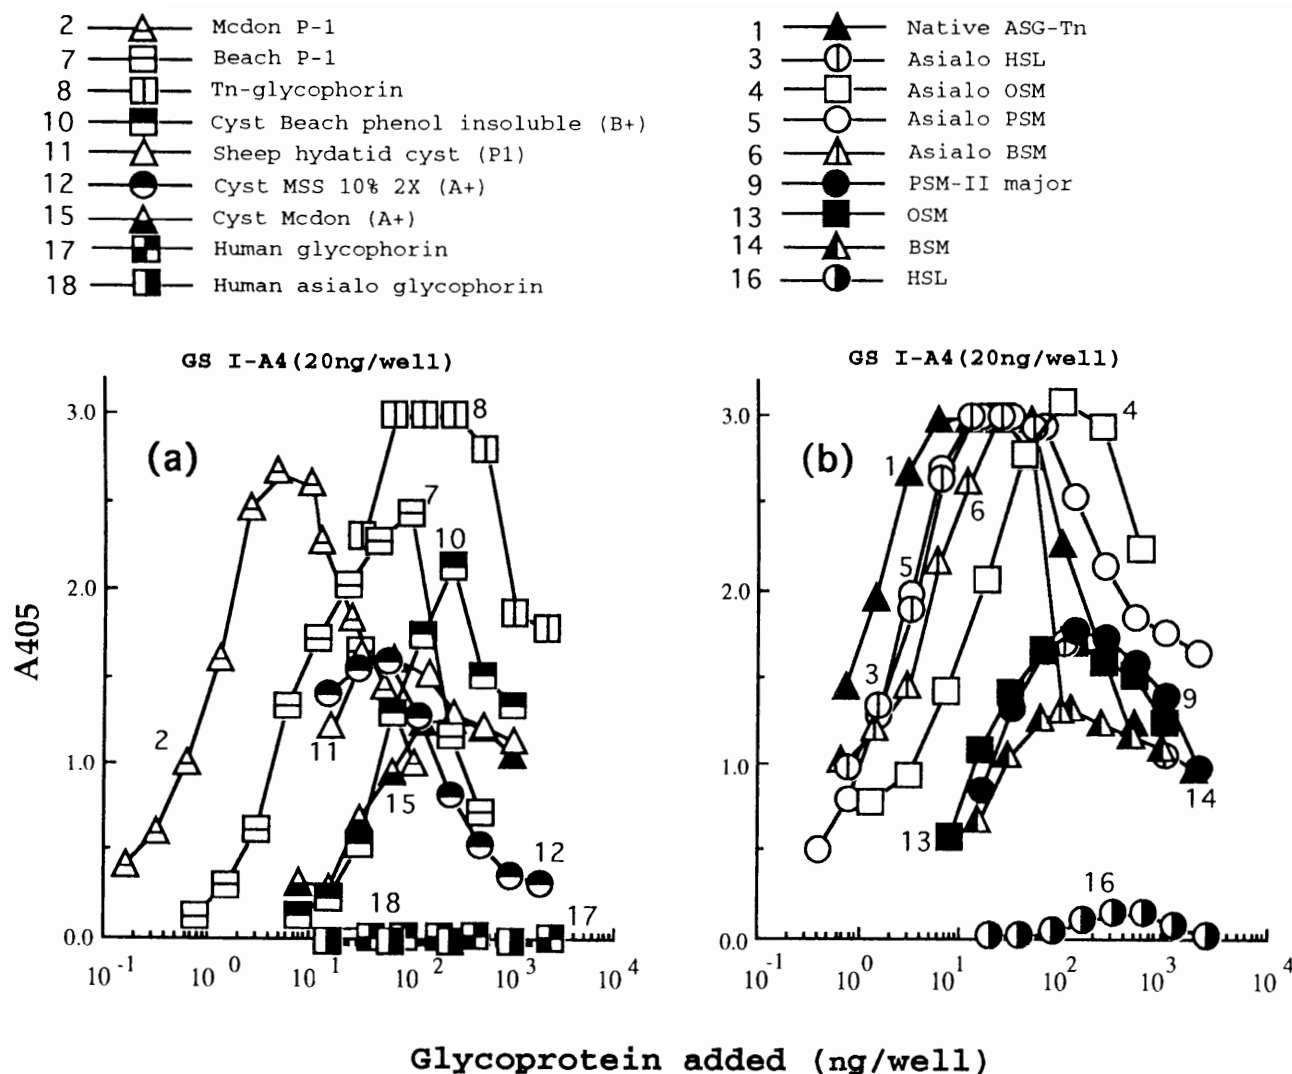 2 Mcdon P-1
7 Beach P-1
8 Tn-glycophorin
10 Cyst Beach phenol insoluble (B+)
11 Sheep hydatid cyst (P1)
12 Cyst MSS 10% 2X (A+)
15 Cyst Mcdon (A+)
17 Human glycophorin
18 Human asialo glycophorin
1 Native ASG-Tn
3 Asialo HSL
4 Asialo OSM
5 Asialo PSM
6 Asialo BSM
9 PSM-II major
13 OSM
14 BSM
16 HSL
GS I-A4(20ng/well)
(a)
A405
3.0
2.0
1.0
0.0
2
7
8
10
11
15
12
18
17
10^-1 10^0 10^1 10^2 10^3 10^4
GS I-A4(20ng/well)
(b)
3.0
2.0
1.0
0.0
1
4
6
5
3
9
13
14
16
10^-1 10^0 10^1 10^2 10^3 10^4
Glycoprotein added (ng/well)